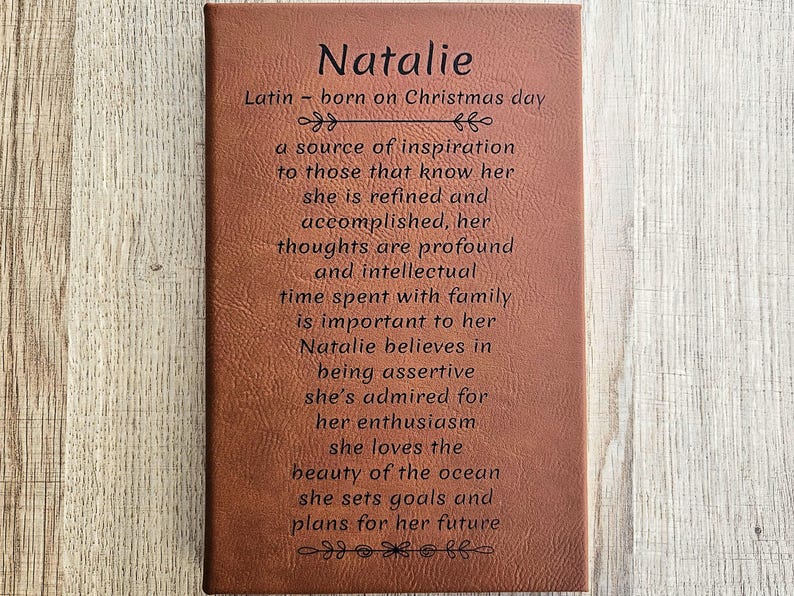 Natalie
Latin ~ born on Christmas day
a source of inspiration
to those that know her
she is refined and
accomplished, her
thoughts are profound
and intellectual
time spent with family
is important to her
Natalie believes in
being assertive
she's admired for
her enthusiasm
she loves the
beauty of the ocean
she sets goals and
plans for her future